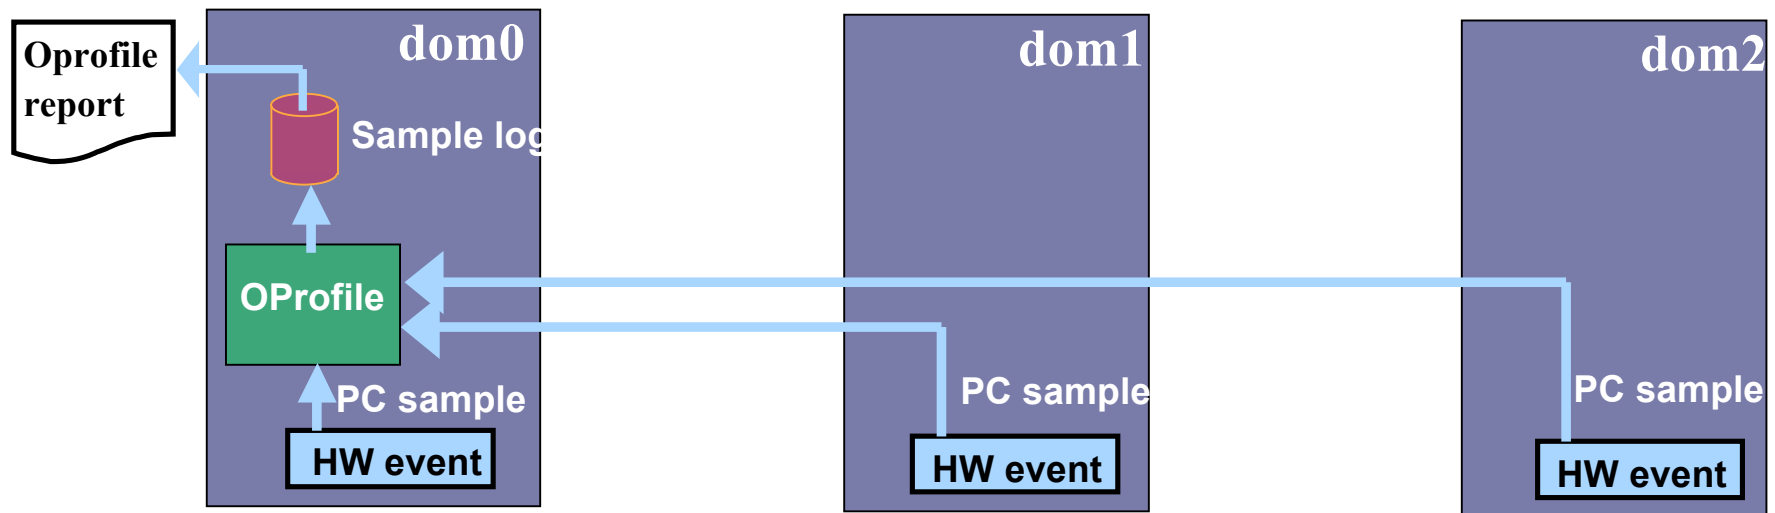 Oprofile
report
dom0
Sample log
OProfile
PC sample
HW event
dom1
PC sample
HW event
dom2
PC sample
HW event